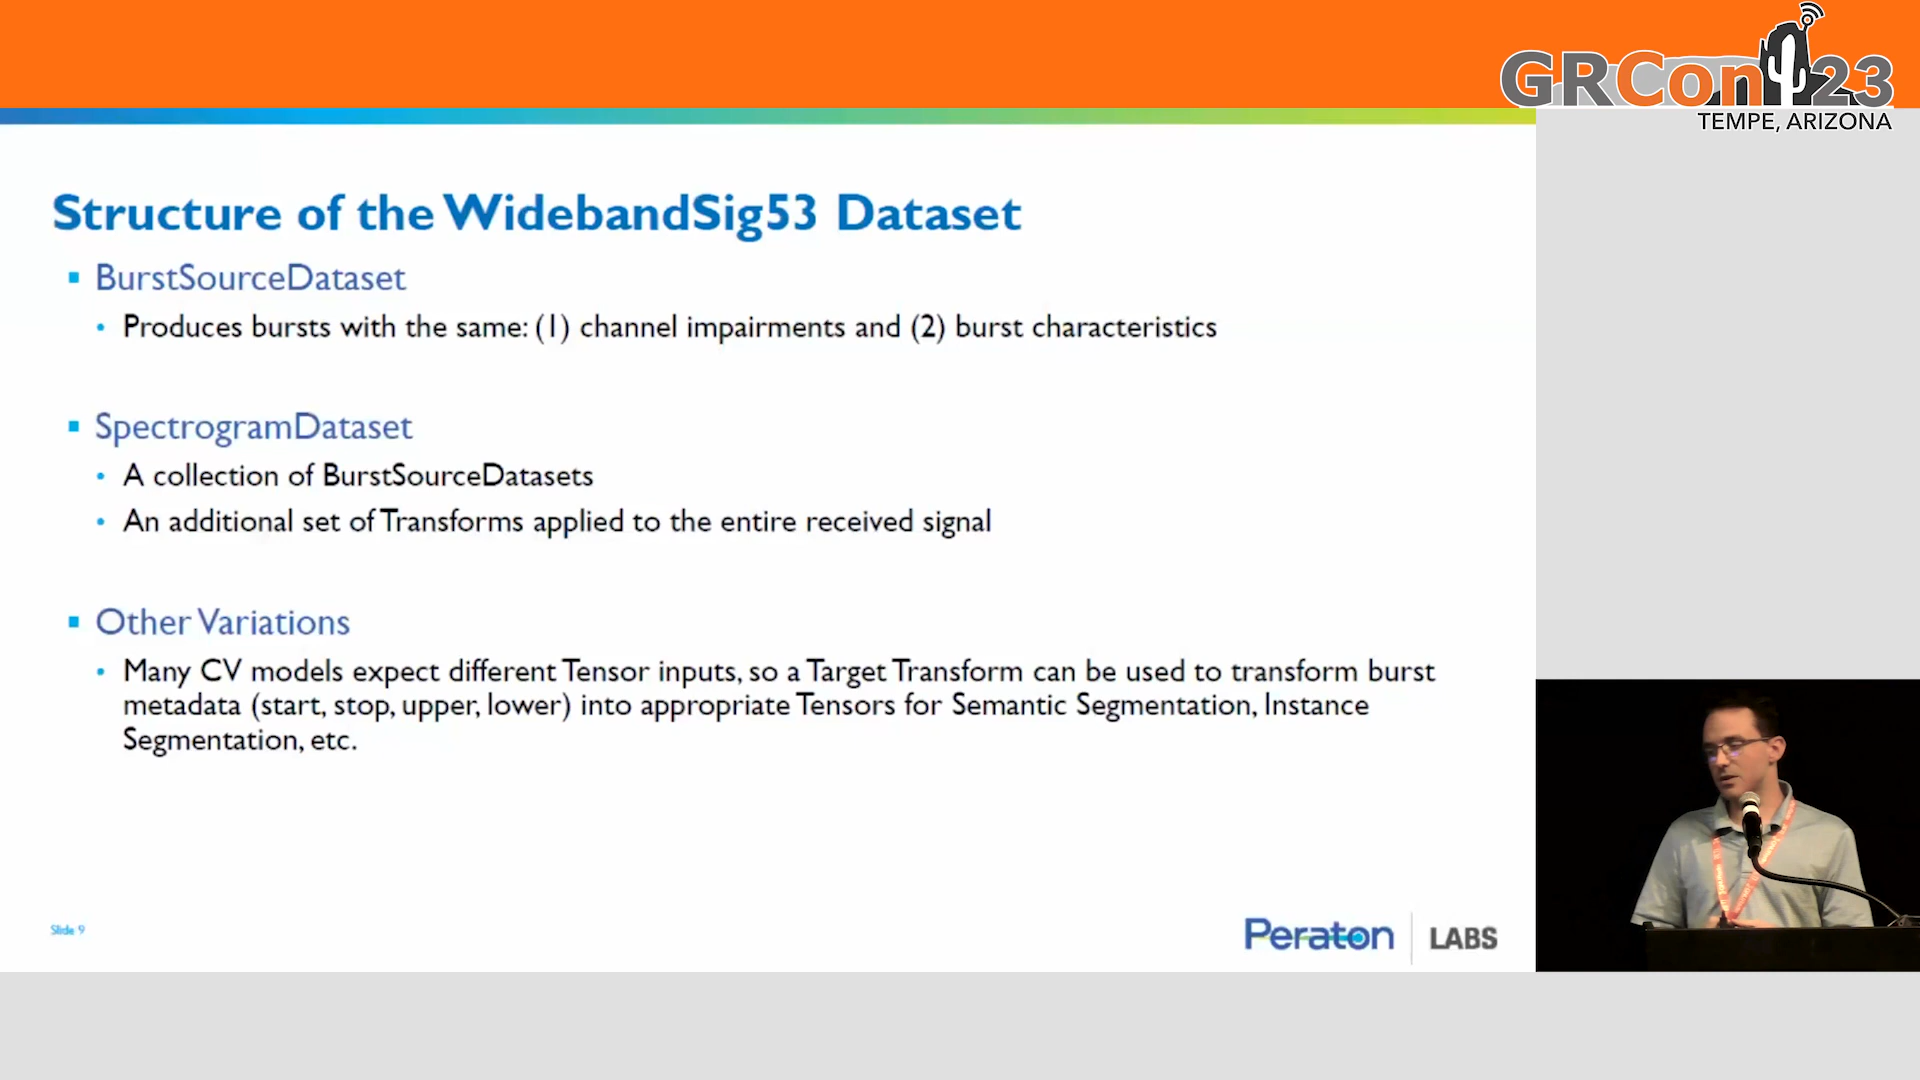 GRCon 23
TEMPE, ARIZONA
Structure of the WidebandSig53 Dataset
BurstSourceDataset
Produces bursts with the same: (1) channel impairments and (2) burst characteristics
SpectrogramDataset
A collection of BurstSourceDatasets
An additional set of Transforms applied to the entire received signal
Other Variations
Many CV models expect different Tensor inputs, so a Target Transform can be used to transform burst
metadata (start, stop, upper, lower) into appropriate Tensors for Semantic Segmentation, Instance
Segmentation, etc.
Slide 9
Peraton LABS